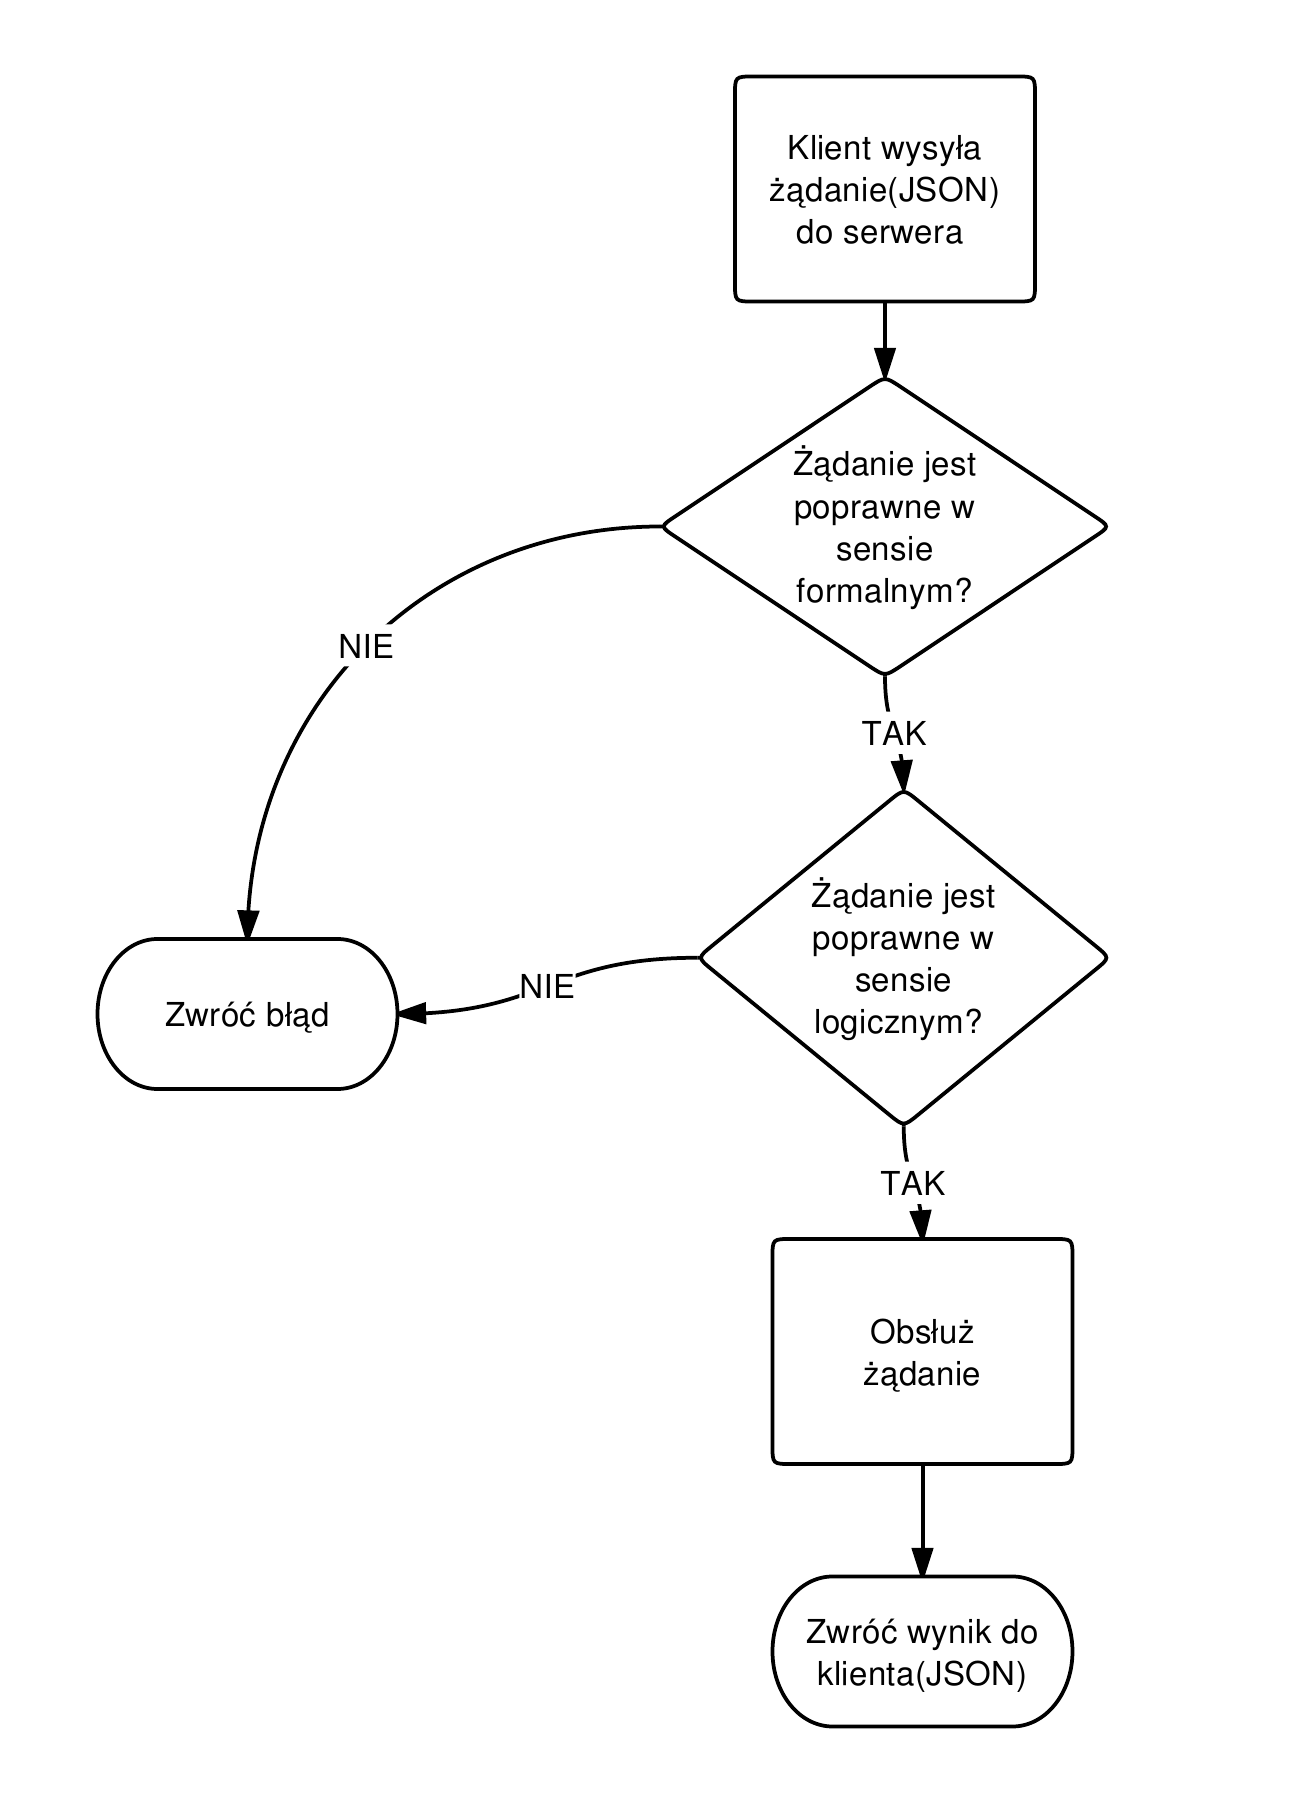 Klient wysyła
żądanie(JSON)
do serwera
Żądanie jest
poprawne w
sensie
formalnym?
NIE
TAK
Żądanie jest
poprawne w
sensie
logicznym?
NIE
Zwróć błąd
TAK
Obsłuż
żądanie
Zwróć wynik do
klienta(JSON)